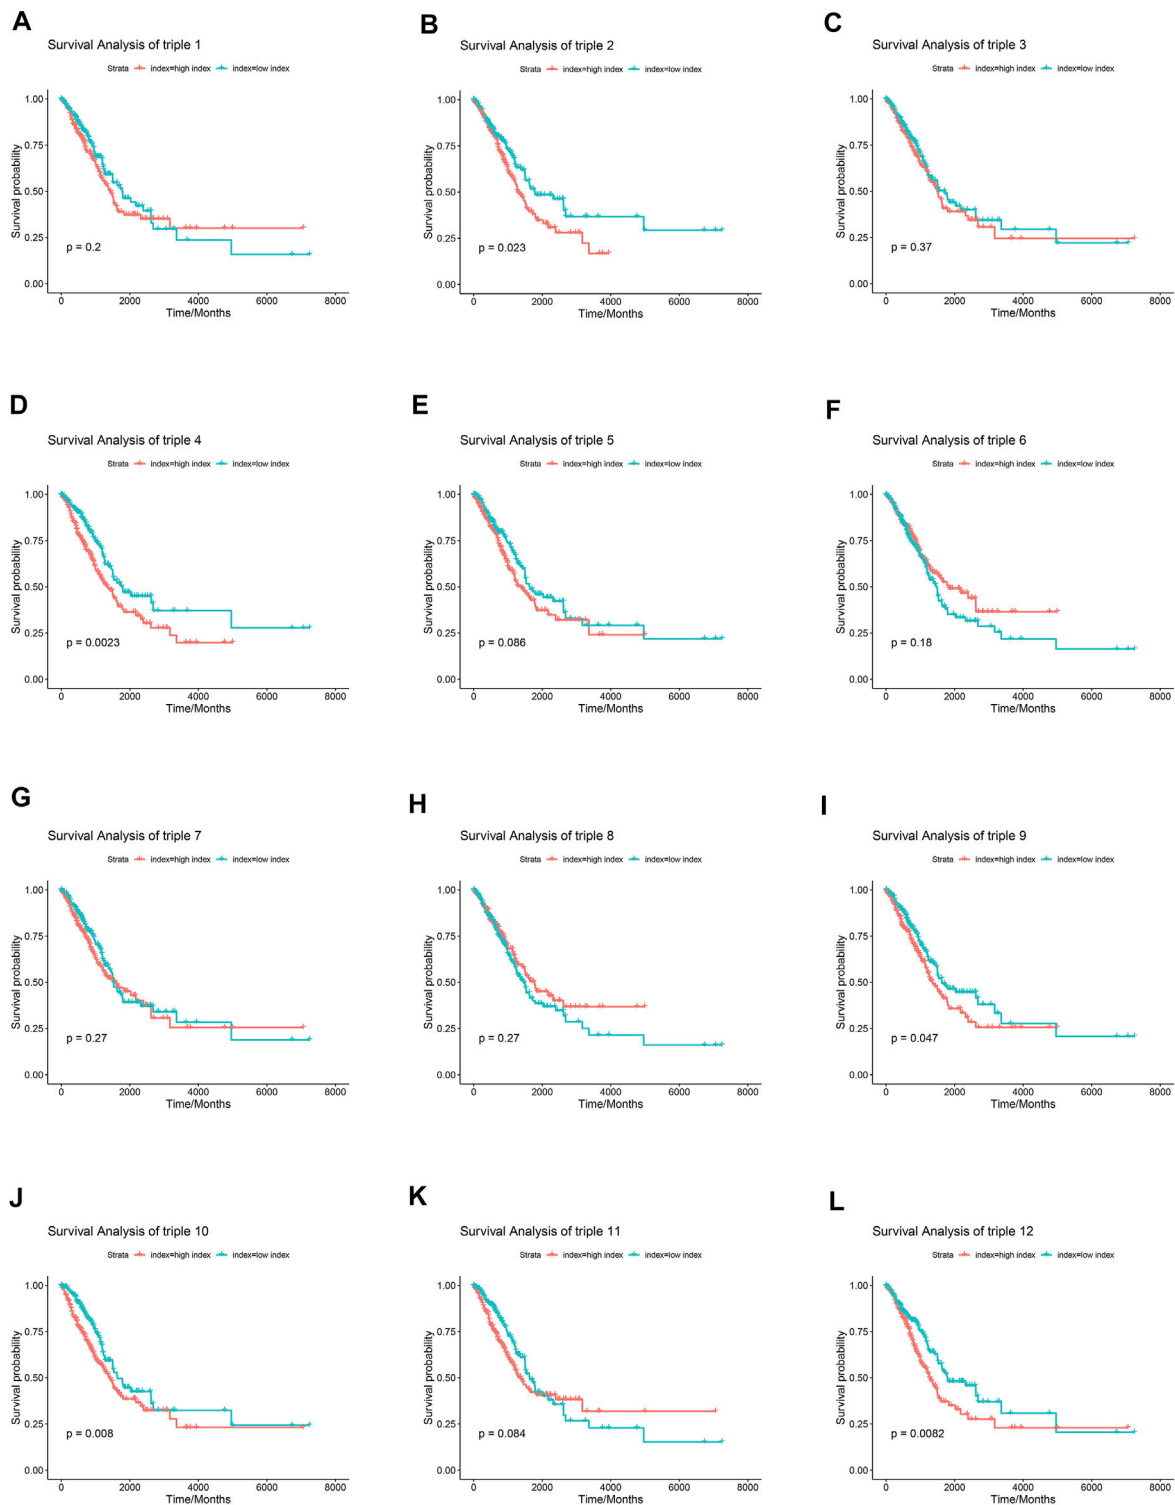 A
Survival Analysis of triple 1
Strata index=high index index=low index
1.00
0.75
0.50
0.25
0.00
Survival probability
p = 0.2
0 2000 4000 6000 8000
Time/Months
B
Survival Analysis of triple 2
Strata index=high index index=low index
1.00
0.75
0.50
0.25
0.00
Survival probability
p = 0.023
0 2000 4000 6000 8000
Time/Months
C
Survival Analysis of triple 3
Strata index=high index index=low index
1.00
0.75
0.50
0.25
0.00
Survival probability
p = 0.37
0 2000 4000 6000 8000
Time/Months
D
Survival Analysis of triple 4
Strata index=high index index=low index
1.00
0.75
0.50
0.25
0.00
Survival probability
p = 0.0023
0 2000 4000 6000 8000
Time/Months
E
Survival Analysis of triple 5
Strata index=high index index=low index
1.00
0.75
0.50
0.25
0.00
Survival probability
p = 0.086
0 2000 4000 6000 8000
Time/Months
F
Survival Analysis of triple 6
Strata index=high index index=low index
1.00
0.75
0.50
0.25
0.00
Survival probability
p = 0.18
0 2000 4000 6000 8000
Time/Months
G
Survival Analysis of triple 7
Strata index=high index index=low index
1.00
0.75
0.50
0.25
0.00
Survival probability
p = 0.27
0 2000 4000 6000 8000
Time/Months
H
Survival Analysis of triple 8
Strata index=high index index=low index
1.00
0.75
0.50
0.25
0.00
Survival probability
p = 0.27
0 2000 4000 6000 8000
Time/Months
I
Survival Analysis of triple 9
Strata index=high index index=low index
1.00
0.75
0.50
0.25
0.00
Survival probability
p = 0.047
0 2000 4000 6000 8000
Time/Months
J
Survival Analysis of triple 10
Strata index=high index index=low index
1.00
0.75
0.50
0.25
0.00
Survival probability
p = 0.008
0 2000 4000 6000 8000
Time/Months
K
Survival Analysis of triple 11
Strata index=high index index=low index
1.00
0.75
0.50
0.25
0.00
Survival probability
p = 0.084
0 2000 4000 6000 8000
Time/Months
L
Survival Analysis of triple 12
Strata index=high index index=low index
1.00
0.75
0.50
0.25
0.00
Survival probability
p = 0.0082
0 2000 4000 6000 8000
Time/Months